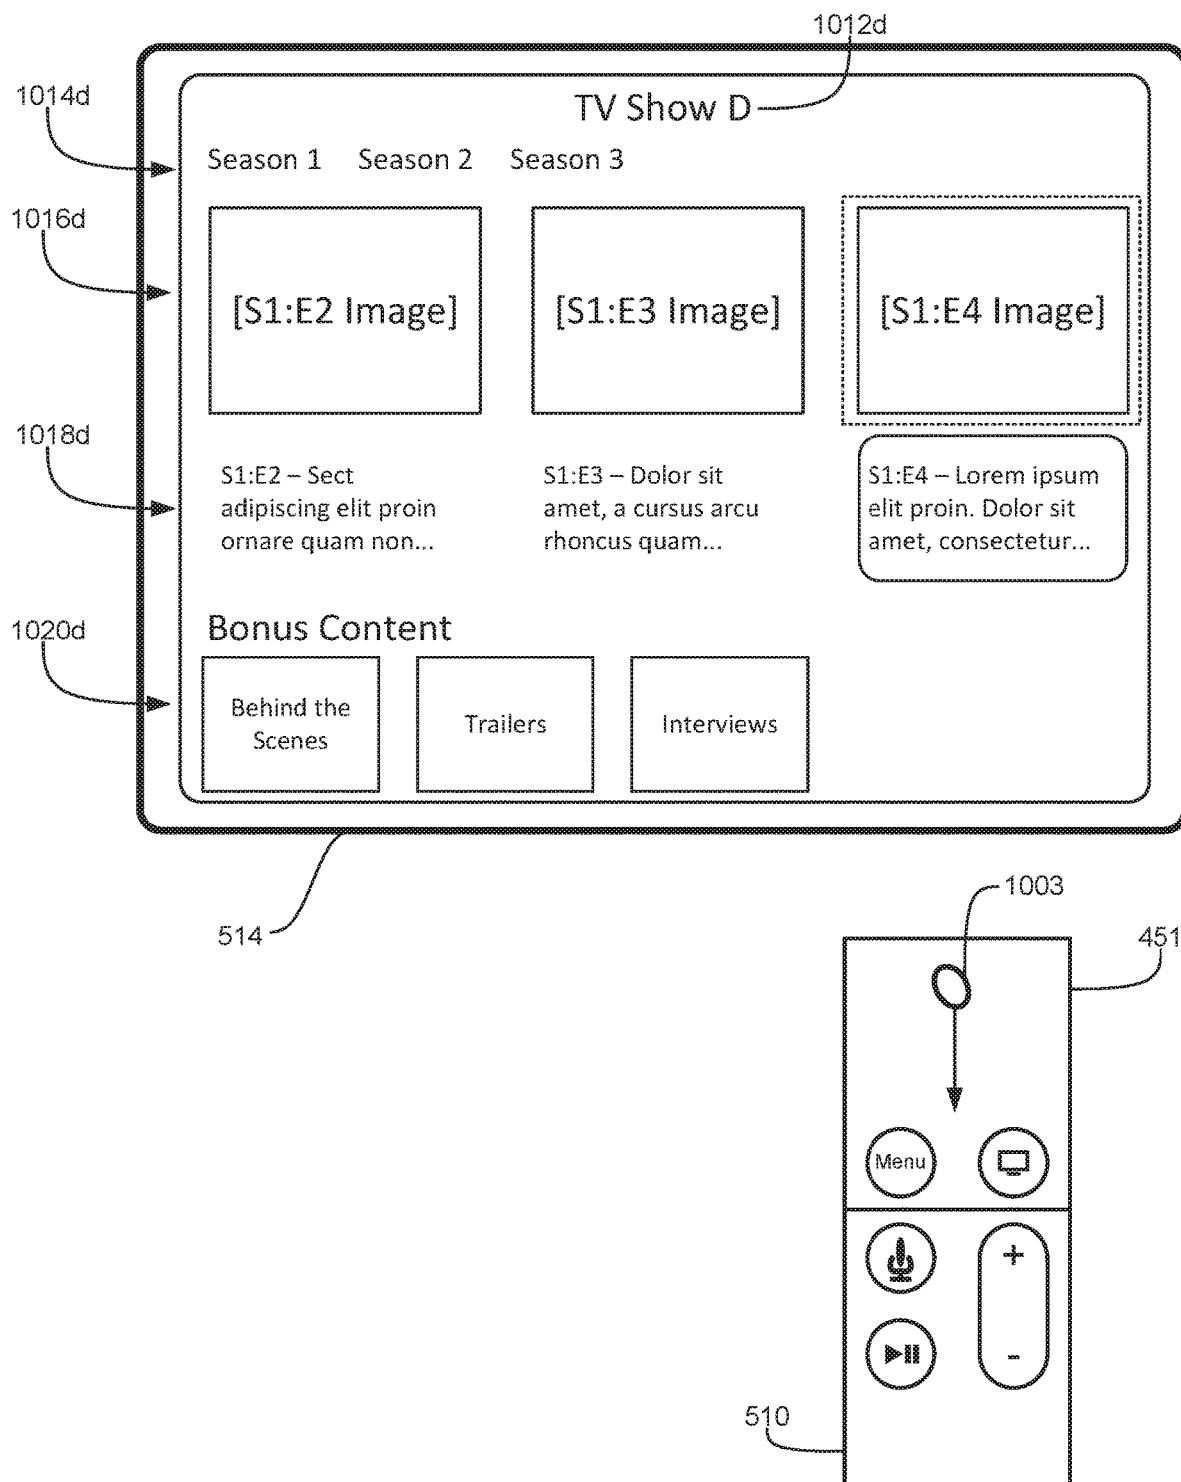 1012d
1014d
TV Show D
Season 1 Season 2 Season 3
1016d
[S1:E2 Image] [S1:E3 Image] [S1:E4 Image]
1018d
S1:E2 – Sect
adipiscing elit proin
ornare quam non...
S1:E3 – Dolor sit
amet, a cursus arcu
rhoncus quam...
S1:E4 – Lorem ipsum
elit proin. Dolor sit
amet, consectetur...
1020d
Bonus Content
Behind the
Scenes
Trailers
Interviews
514
1003
451
Menu
+
-
510